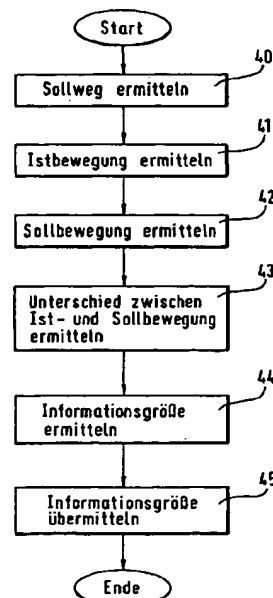 Start
40
Sollweg ermitteln
41
Istbewegung ermitteln
42
Sollbewegung ermitteln
43
Unterschied zwischen
Ist- und Sollbewegung
ermitteln
44
Informationsgröße
ermitteln
45
Informationsgröße
übermitteln
Ende